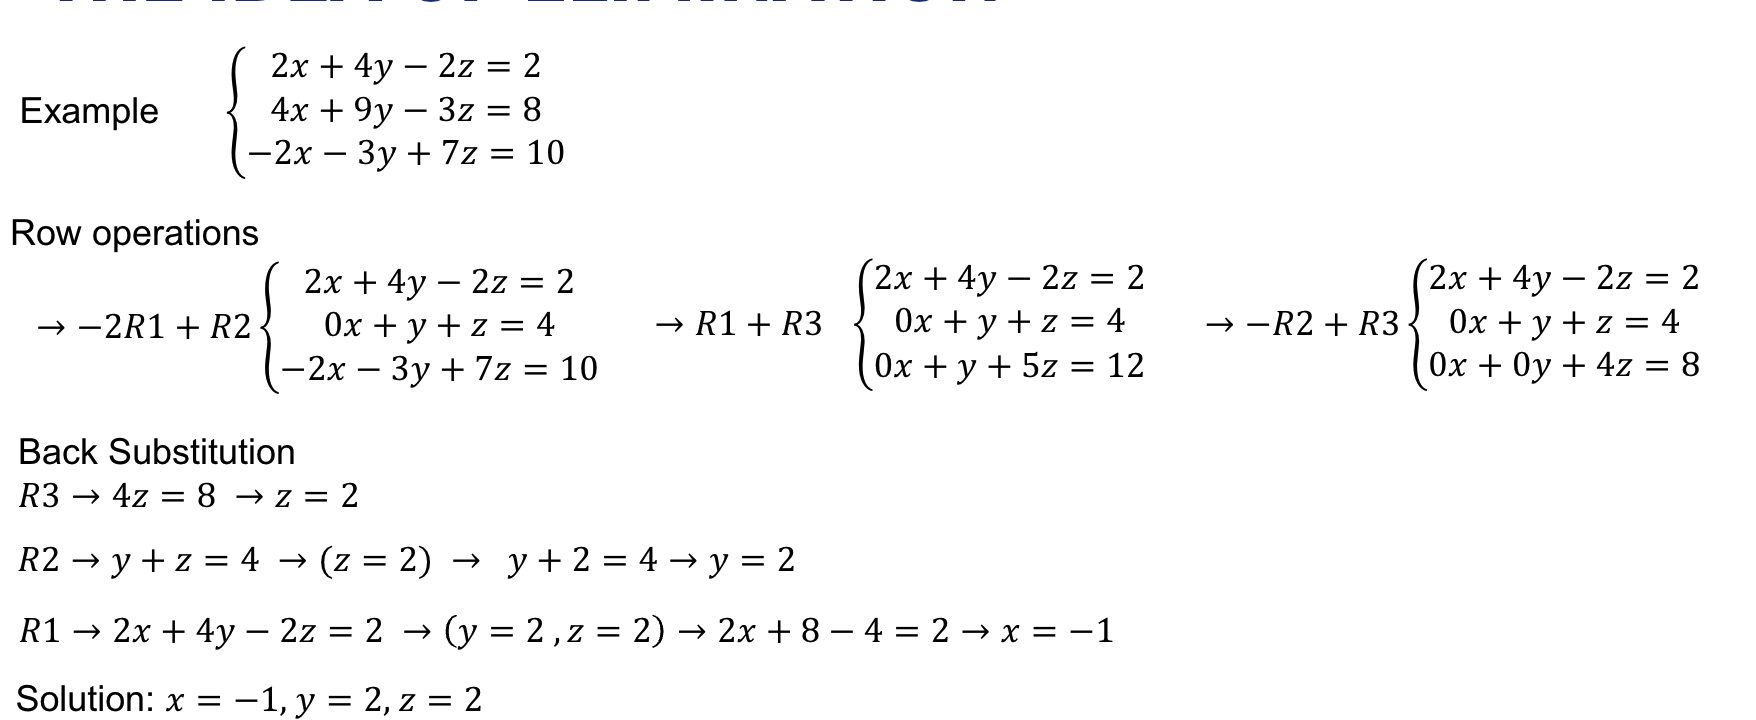 Example
2x + 4y − 2z = 2
4x + 9y − 3z = 8
−2x − 3y + 7z = 10
Row operations
→ −2R1 + R2
2x + 4y − 2z = 2
0x + y + z = 4
−2x − 3y + 7z = 10
→ R1 + R3
2x + 4y − 2z = 2
0x + y + z = 4
0x + y + 5z = 12
→ −R2 + R3
2x + 4y − 2z = 2
0x + y + z = 4
0x + 0y + 4z = 8
Back Substitution
R3 → 4z = 8 → z = 2
R2 → y + z = 4 → (z = 2) → y + 2 = 4 → y = 2
R1 → 2x + 4y − 2z = 2 → (y = 2 , z = 2) → 2x + 8 − 4 = 2 → x = −1
Solution: x = −1, y = 2, z = 2